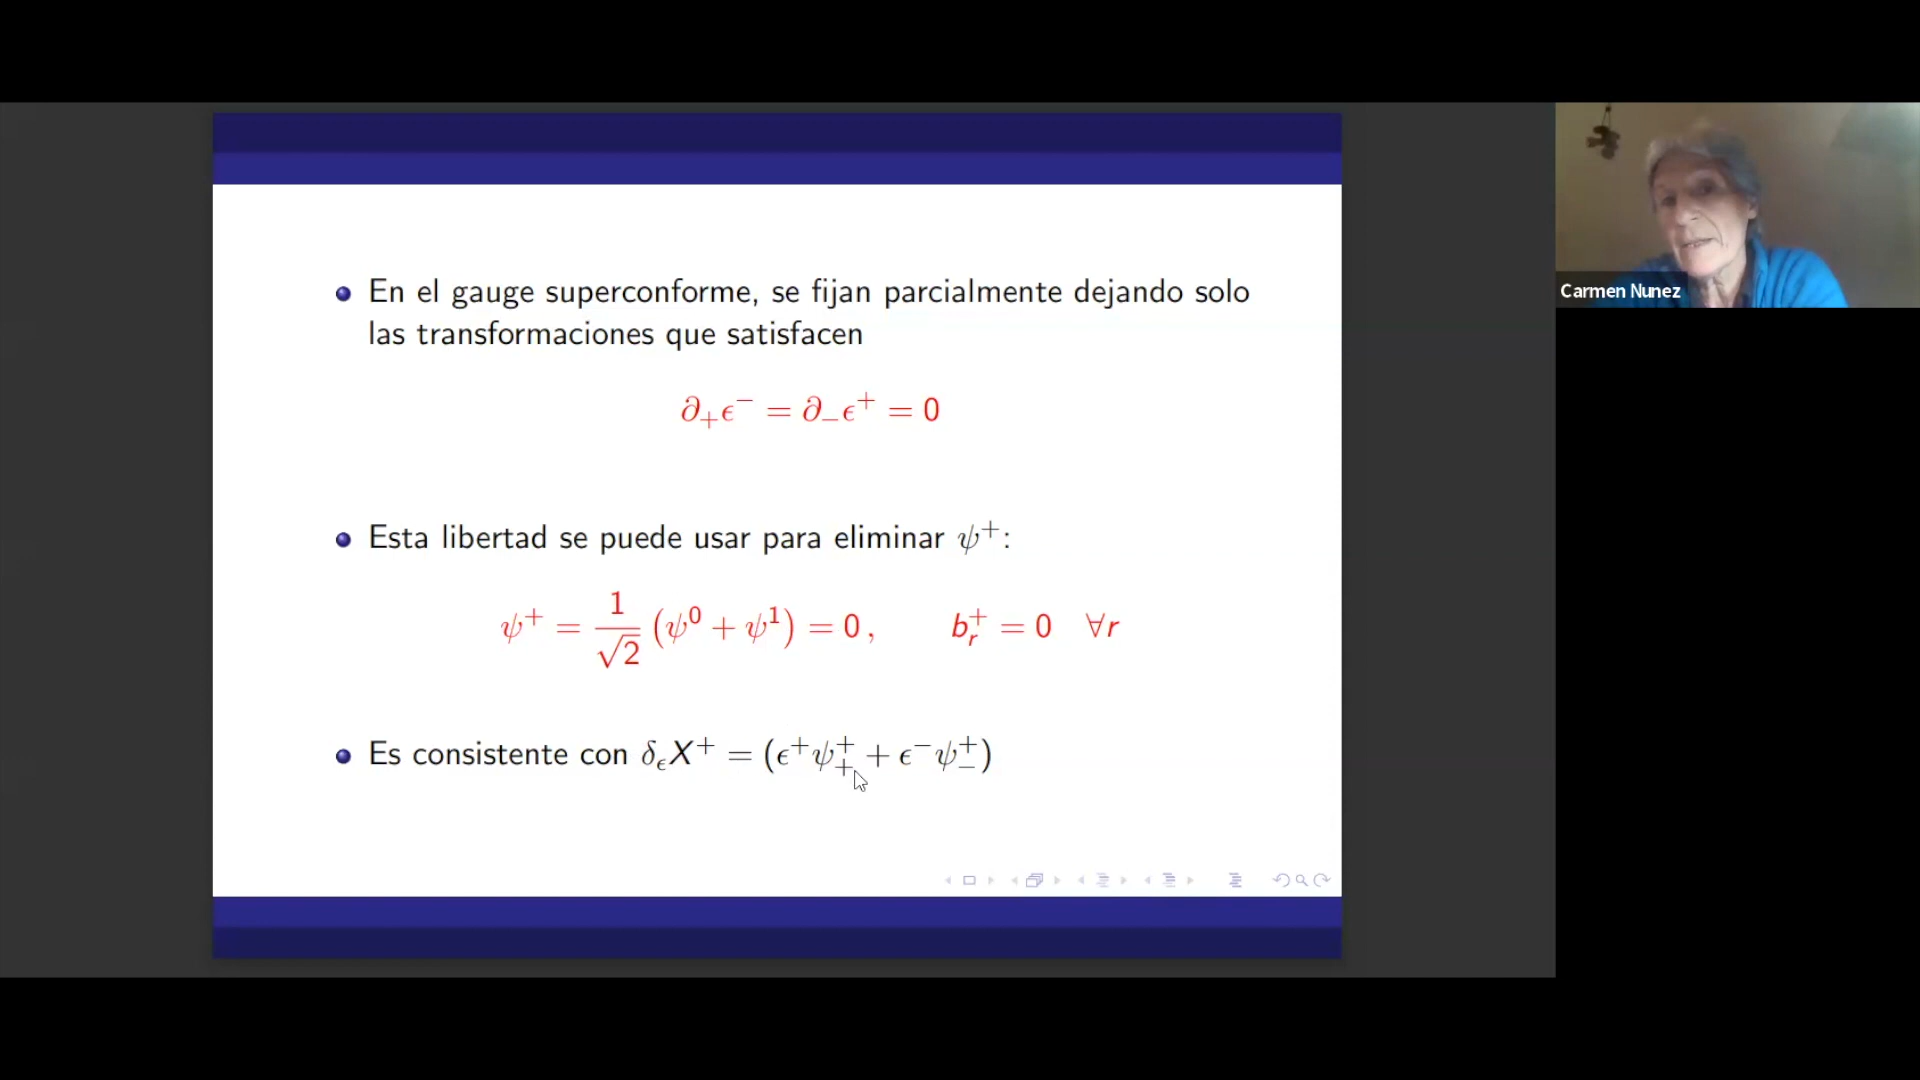 En el gauge superconforme, se fijan parcialmente dejando solo
las transformaciones que satisfacen
∂₊ϵ⁻ = ∂₋ϵ⁺ = 0
Esta libertad se puede usar para eliminar ψ⁺:
ψ⁺ = 1/√2 (ψ⁰ + ψ¹) = 0 , b_r⁺ = 0 ∀r
Es consistente con δ_ϵX⁺ = (ϵ⁺ψ₊⁺ + ϵ⁻ψ₋⁺)
Carmen Nunez